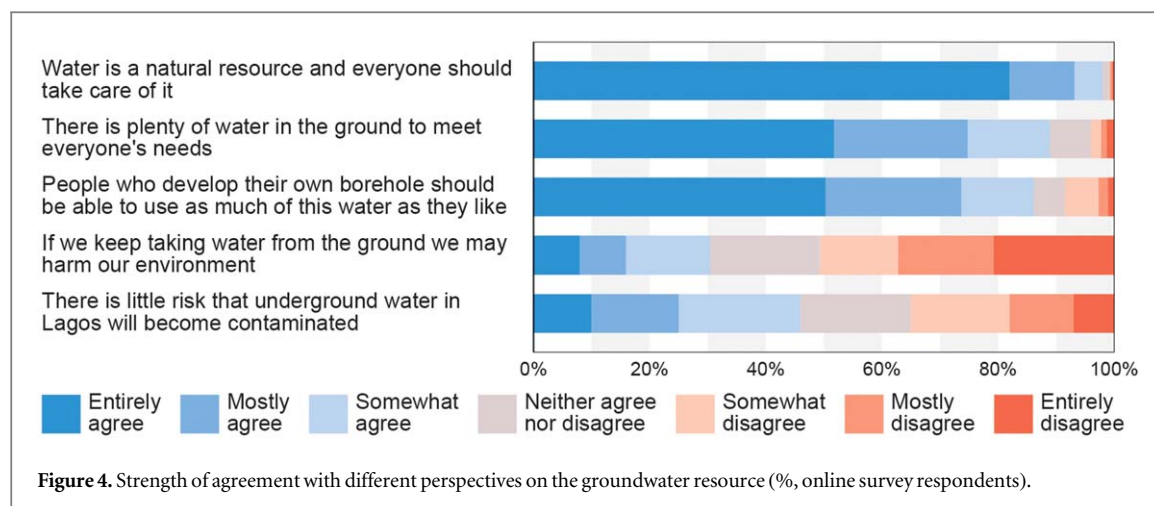 Water is a natural resource and everyone should
take care of it
There is plenty of water in the ground to meet
everyone's needs
People who develop their own borehole should
be able to use as much of this water as they like
If we keep taking water from the ground we may
harm our environment
There is little risk that underground water in
Lagos will become contaminated
0% 20% 40% 60% 80% 100%
Entirely agree
Mostly agree
Somewhat agree
Neither agree nor disagree
Somewhat disagree
Mostly disagree
Entirely disagree
Figure 4. Strength of agreement with different perspectives on the groundwater resource (%, online survey respondents).